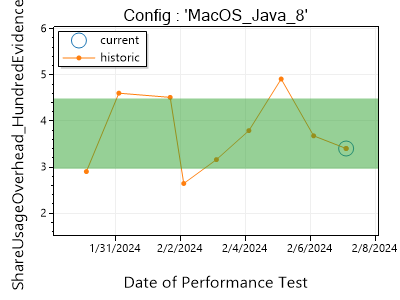 Config : 'MacOS_Java_8'
current
historic
ShareUsageOverhead_HundredEvidence
6
5
4
3
2
1/31/2024
2/2/2024
2/4/2024
2/6/2024
2/8/2024
Date of Performance Test